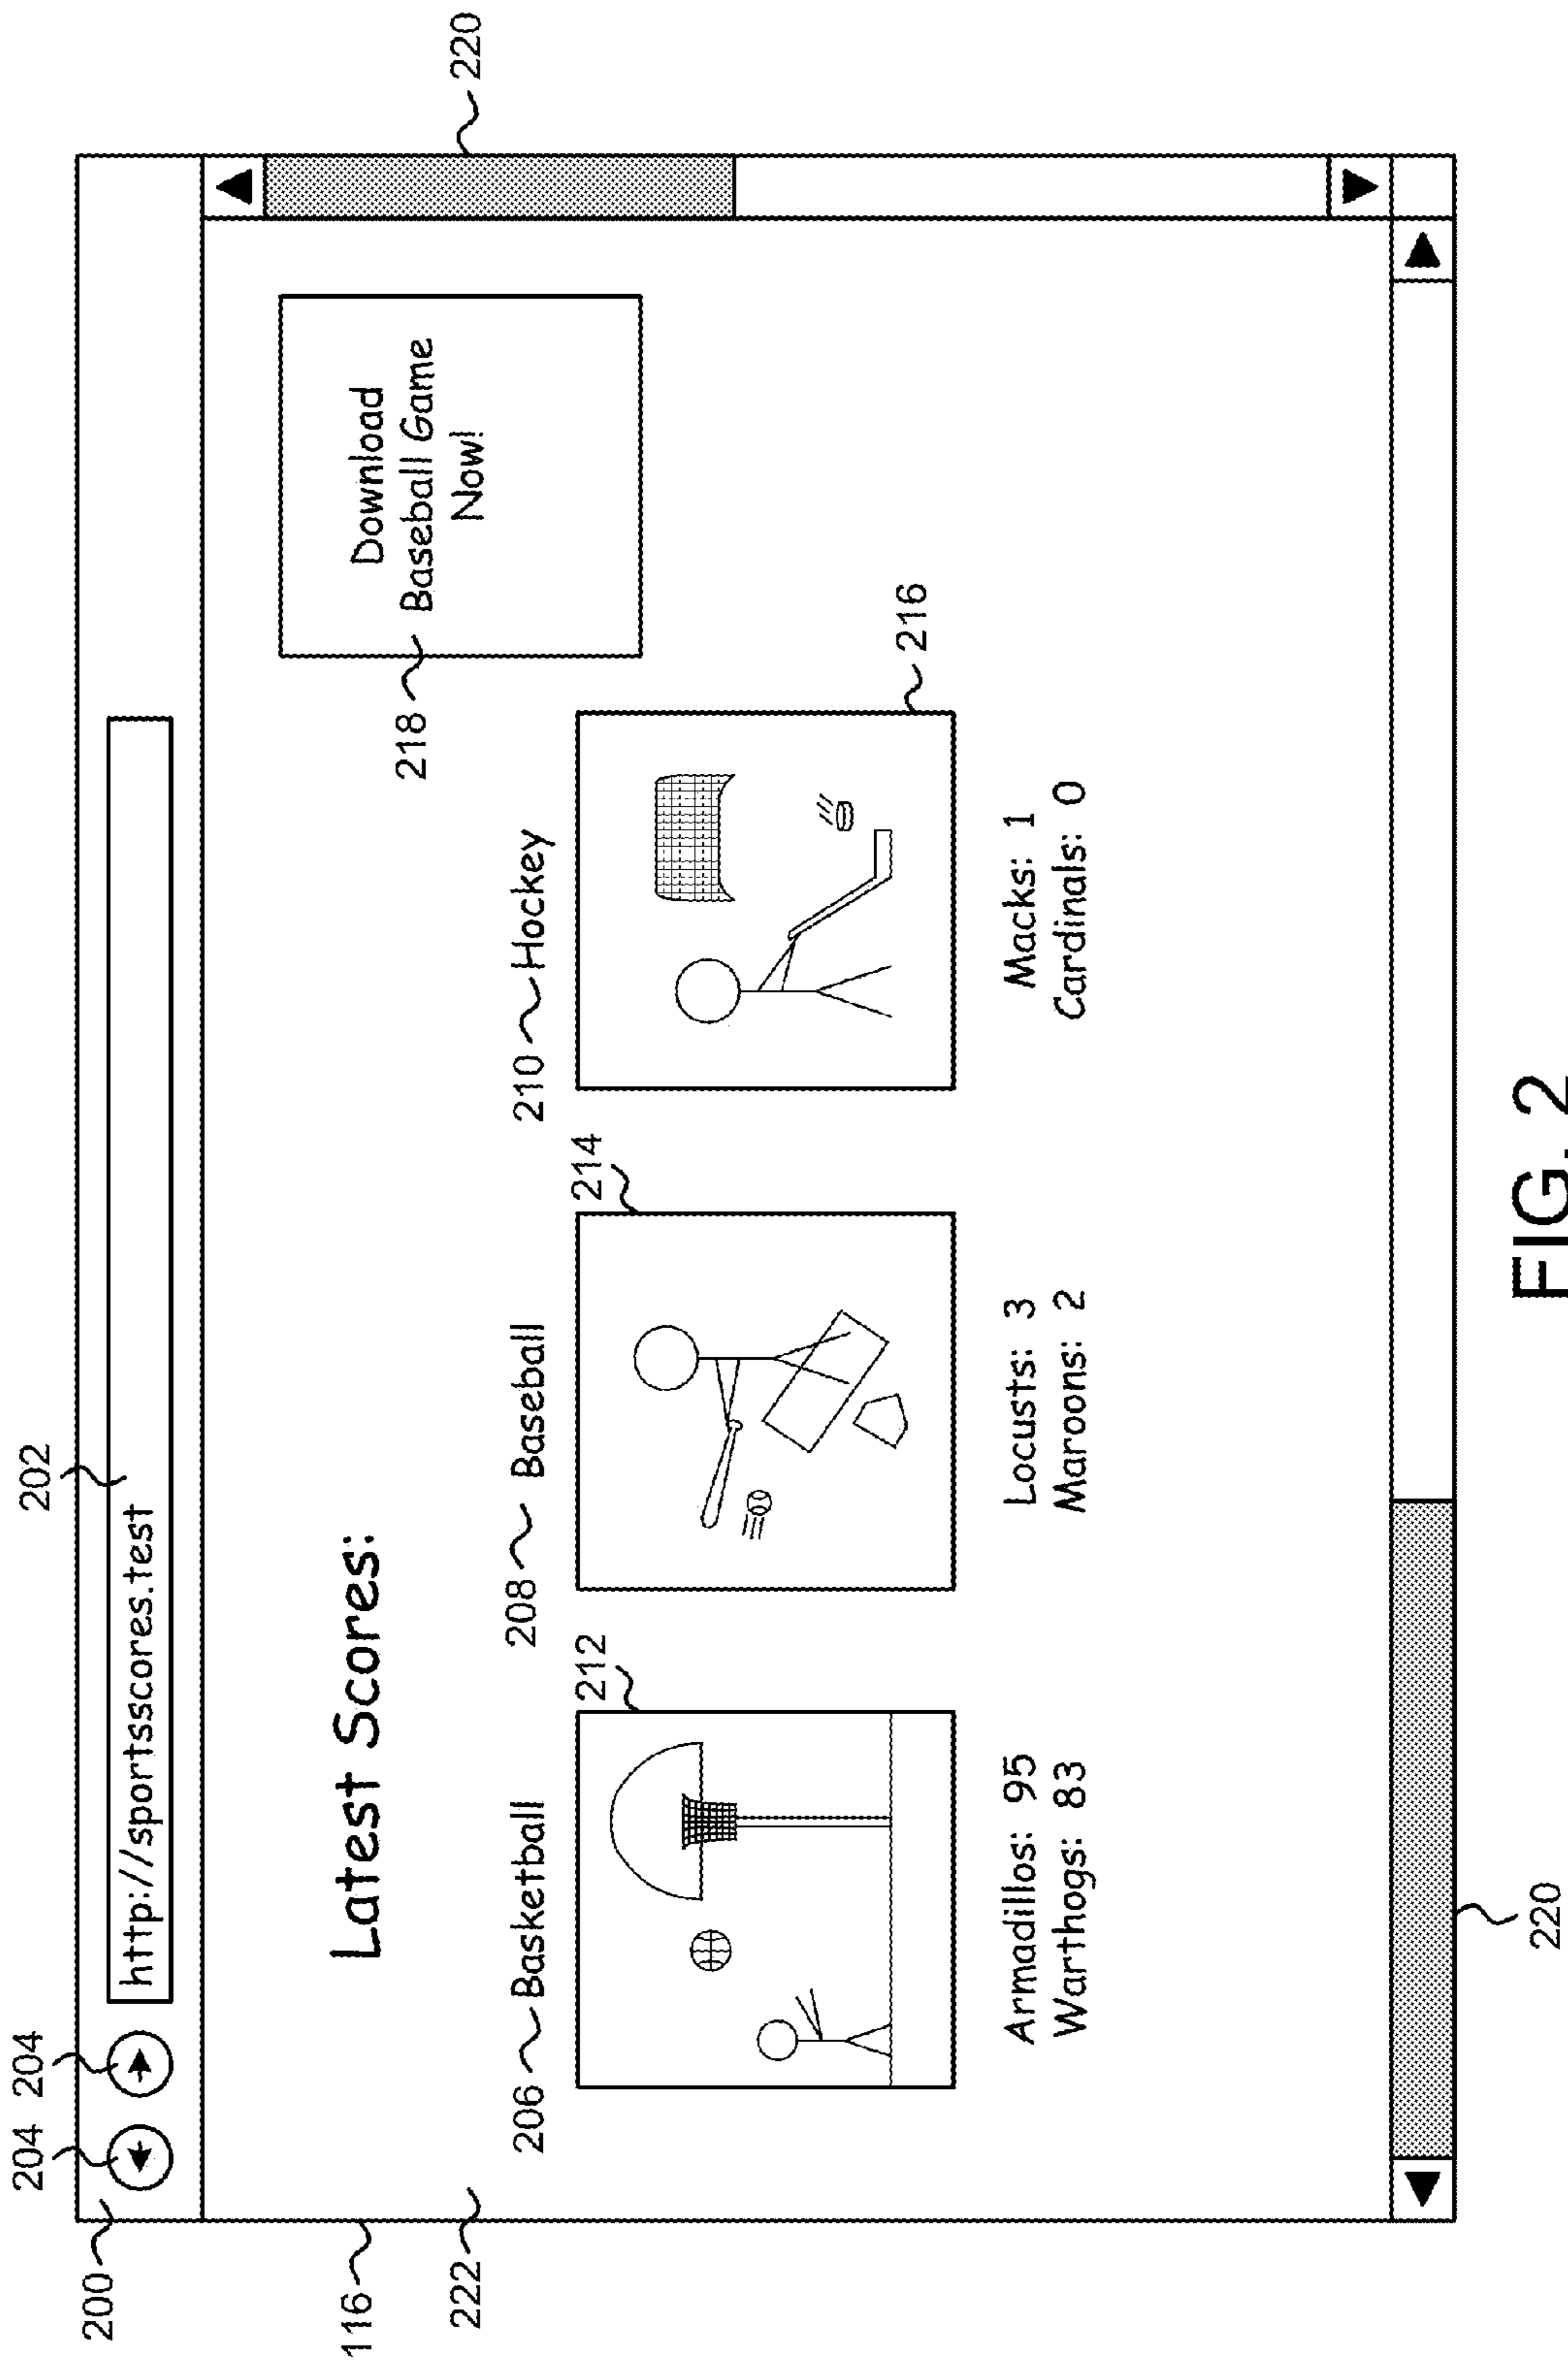 204 204
202
200
http://sportsscores.test
116
222
220
Latest Scores:
218
Download
Baseball Game
Now!
206 Basketball
208 Baseball
210 Hockey
212
214
216
Armadillos: 95
Warthogs: 83
Locusts: 3
Maroons: 2
Macks: 1
Cardinals: 0
220
FIG. 2